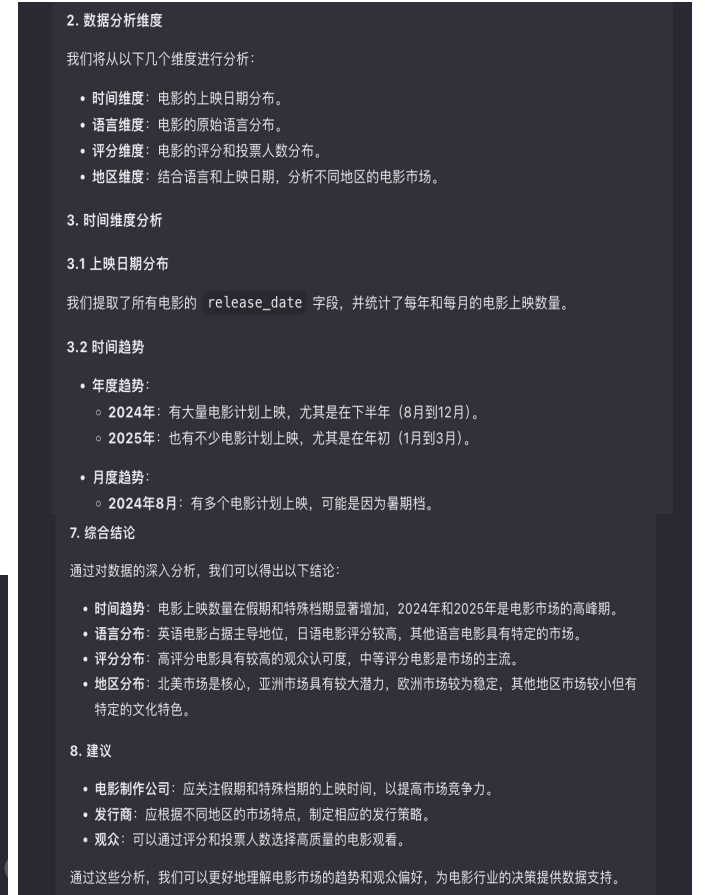 2. 数据分析维度
我们将从以下几个维度进行分析：
• 时间维度：电影的上映日期分布。
• 语言维度：电影的原始语言分布。
• 评分维度：电影的评分和投票人数分布。
• 地区维度：结合语言和上映日期，分析不同地区的电影市场。
3. 时间维度分析
3.1 上映日期分布
我们提取了所有电影的 release_date 字段，并统计了每年和每月的电影上映数量。
3.2 时间趋势
• 年度趋势：
◦ 2024年：有大量电影计划上映，尤其是在下半年（8月到12月）。
◦ 2025年：也有不少电影计划上映，尤其是在年初（1月到3月）。
• 月度趋势：
◦ 2024年8月：有多个电影计划上映，可能是因为暑期档。
7. 综合结论
通过对数据的深入分析，我们可以得出以下结论：
• 时间趋势：电影上映数量在假期和特殊档期显著增加，2024年和2025年是电影市场的高峰期。
• 语言分布：英语电影占据主导地位，日语电影评分较高，其他语言电影具有特定的市场。
• 评分分布：高评分电影具有较高的观众认可度，中等评分电影是市场的主流。
• 地区分布：北美市场是核心，亚洲市场具有较大潜力，欧洲市场较为稳定，其他地区市场较小但有
特定的文化特色。
8. 建议
• 电影制作公司：应关注假期和特殊档期的上映时间，以提高市场竞争力。
• 发行商：应根据不同地区的市场特点，制定相应的发行策略。
• 观众：可以通过评分和投票人数选择高质量的电影观看。
通过这些分析，我们可以更好地理解电影市场的趋势和观众偏好，为电影行业的决策提供数据支持。